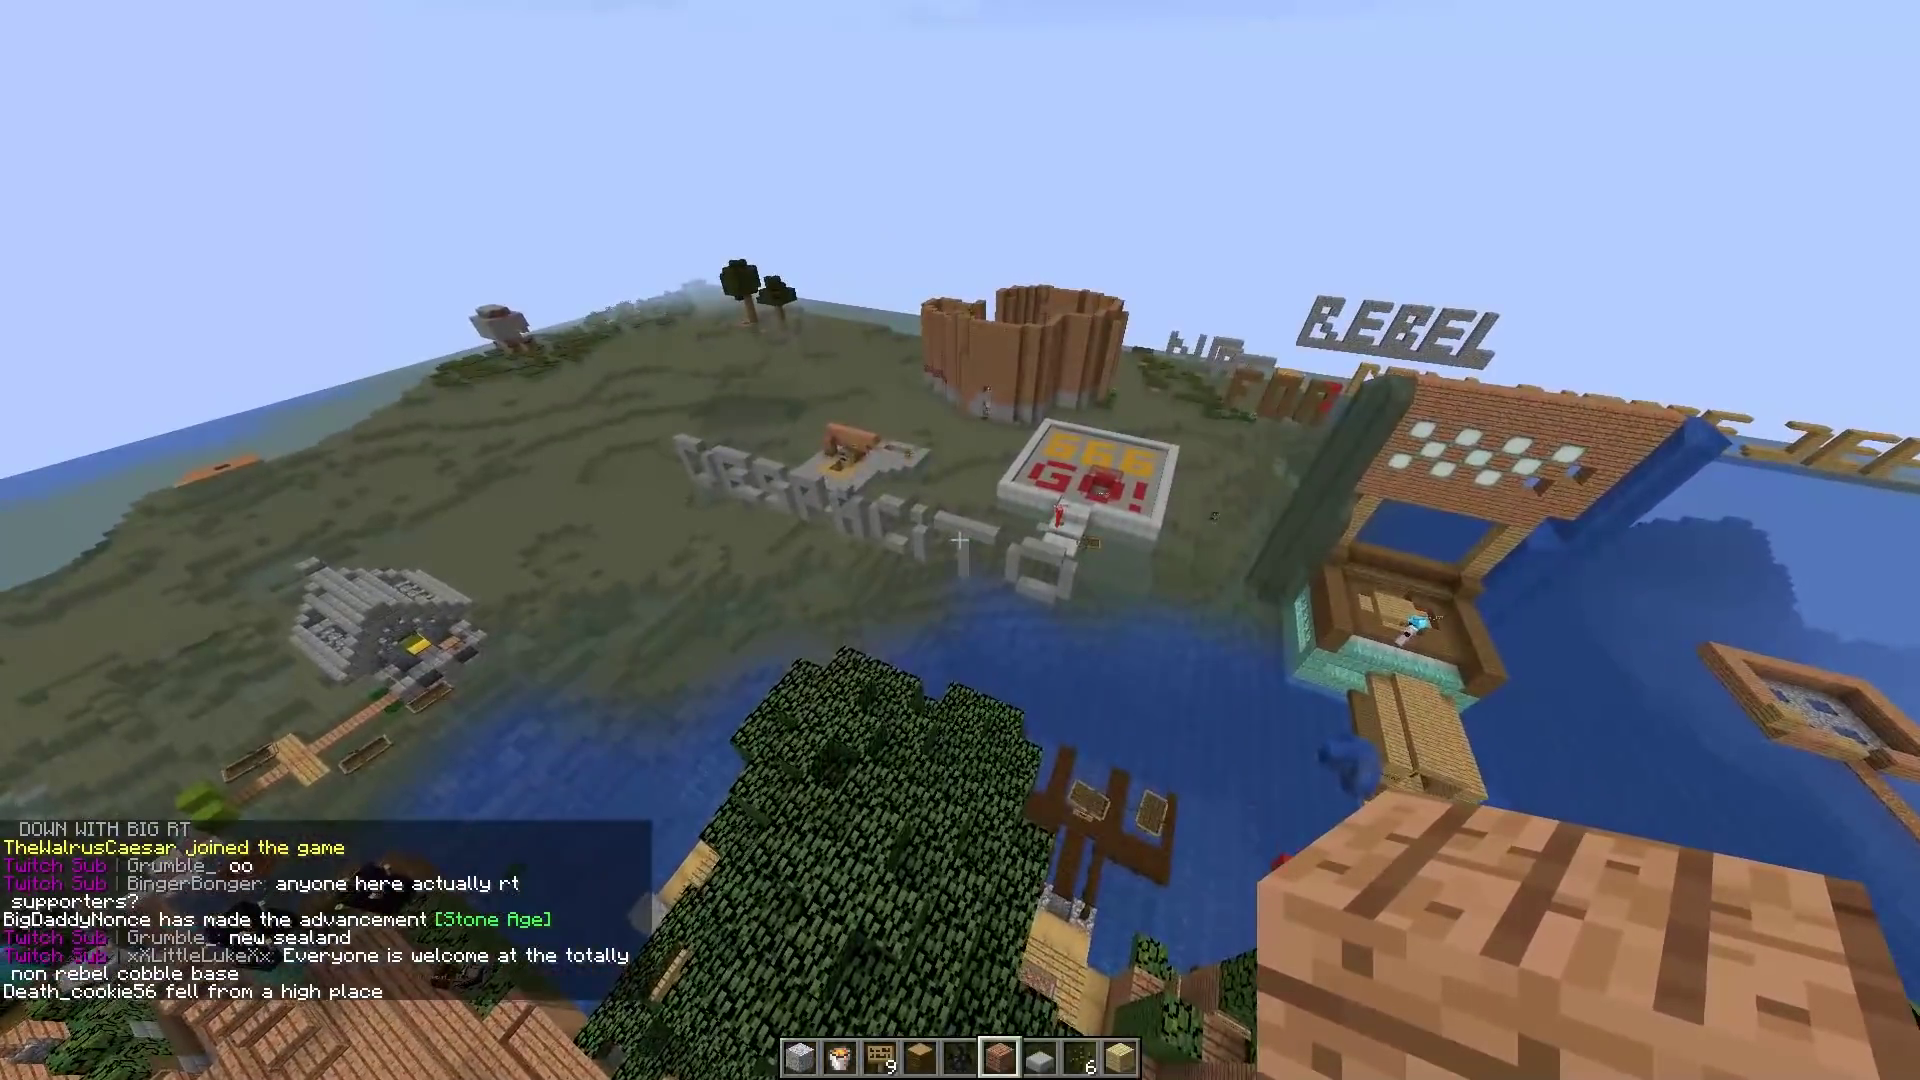 REBEL
FOR
666
GO!
DOWN WITH BIG RT
TheWalrusCaesar joined the game
Twitch Sub | Grumble_: oo
Twitch Sub | BingerBonger: anyone here actually rt
supporters?
BigDaddyNonce has made the advancement [Stone Age]
Twitch Sub | Grumble_: new sealand
Twitch Sub | xXLittleLukeXx: Everyone is welcome at the totally
non rebel cobble base
Death_cookie56 fell from a high place
9
6